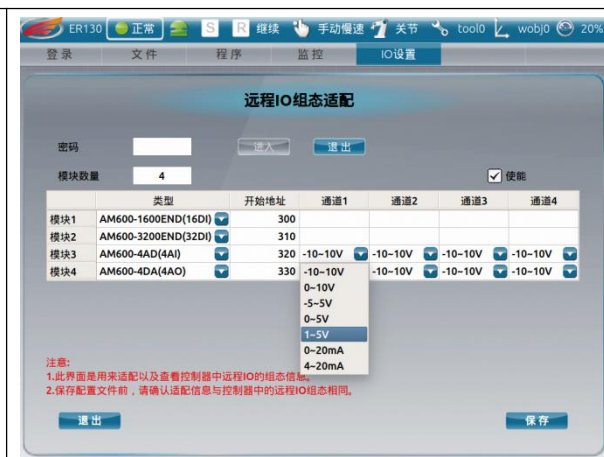 ER130 正常 S R 继续 手动慢速 关节 tool0 wobj0 20%
登录 文件 程序 监控 IO设置
远程IO组态适配
密码 进入 退出
模块数量 4 使能
类型 开始地址 通道1 通道2 通道3 通道4
模块1 AM600-1600END(16DI) 300
模块2 AM600-3200END(32DI) 310
模块3 AM600-4AD(4AI) 320 -10~10V -10~10V -10~10V -10~10V
模块4 AM600-4DA(4AO) 330 -10~10V -10~10V -10~10V -10~10V
0~10V
-5~5V
0~5V
1~5V
0~20mA
4~20mA
注意:
1.此界面是用来适配以及查看控制器中远程IO的组态信息。
2.保存配置文件前，请确认适配信息与控制器中的远程IO组态相同。
退出 保存